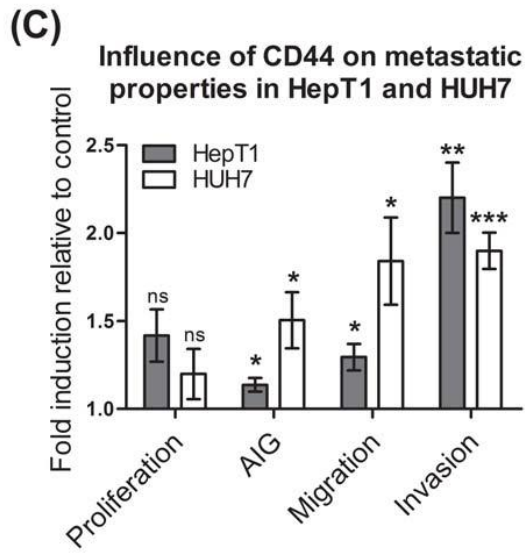 (C)
Influence of CD44 on metastatic
properties in HepT1 and HUH7
Fold induction relative to control
2.5
2.0
1.5
1.0
HepT1
HUH7
ns
ns
*
*
*
*
**
***
Proliferation
AIG
Migration
Invasion